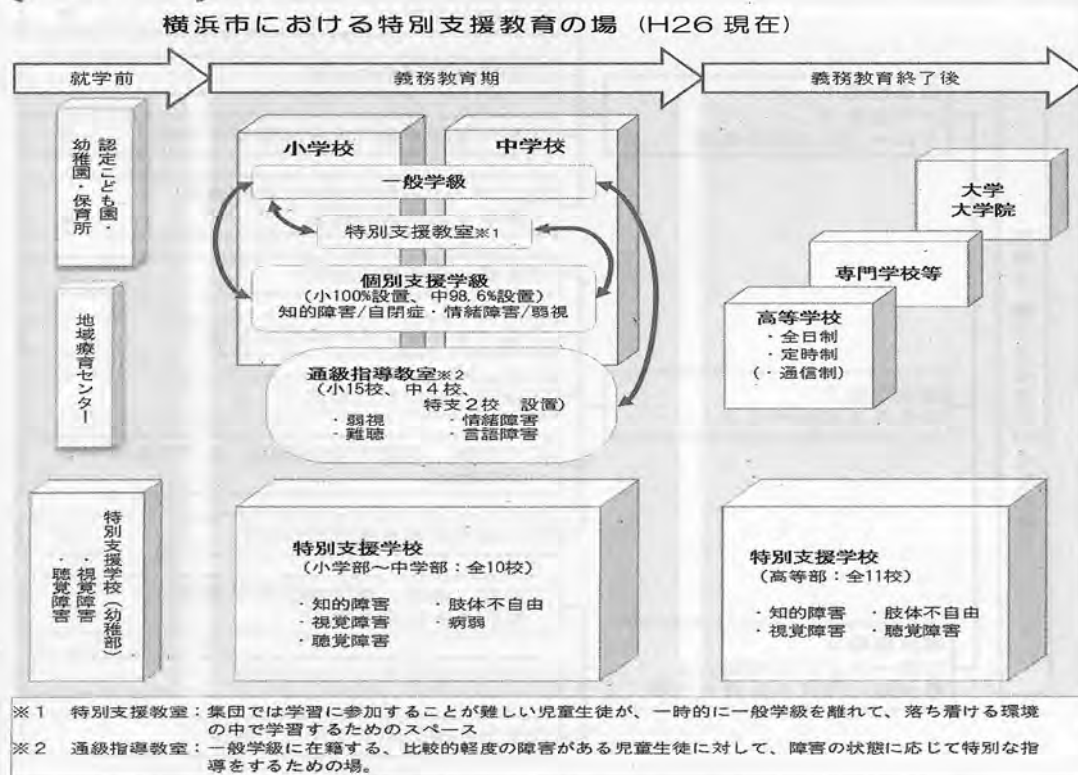 横浜市における特別支援教育の場（H26 現在）
就学前
義務教育期
義務教育終了後
認定こども園・
幼稚園・保育所
地域療育センター
特別支援学校（幼稚部）
・視覚障害
・聴覚障害
小学校
中学校
一般学級
特別支援教室※1
個別支援学級
（小100%設置、中98.6%設置）
知的障害/自閉症・情緒障害/弱視
通級指導教室※2
（小15校、中4校、
特支2校 設置）
・弱視 ・情緒障害
・難聴 ・言語障害
特別支援学校
（小学部～中学部：全10校）
・知的障害 ・肢体不自由
・視覚障害 ・病弱
・聴覚障害
大学
大学院
専門学校等
高等学校
・全日制
・定時制
（・通信制）
特別支援学校
（高等部：全11校）
・知的障害 ・肢体不自由
・視覚障害 ・聴覚障害
※1 特別支援教室：集団では学習に参加することが難しい児童生徒が、一時的に一般学級を離れて、落ち着ける環境
の中で学習するためのスペース
※2 通級指導教室：一般学級に在籍する、比較的軽度の障害がある児童生徒に対して、障害の状態に応じて特別な指
導をするための場。